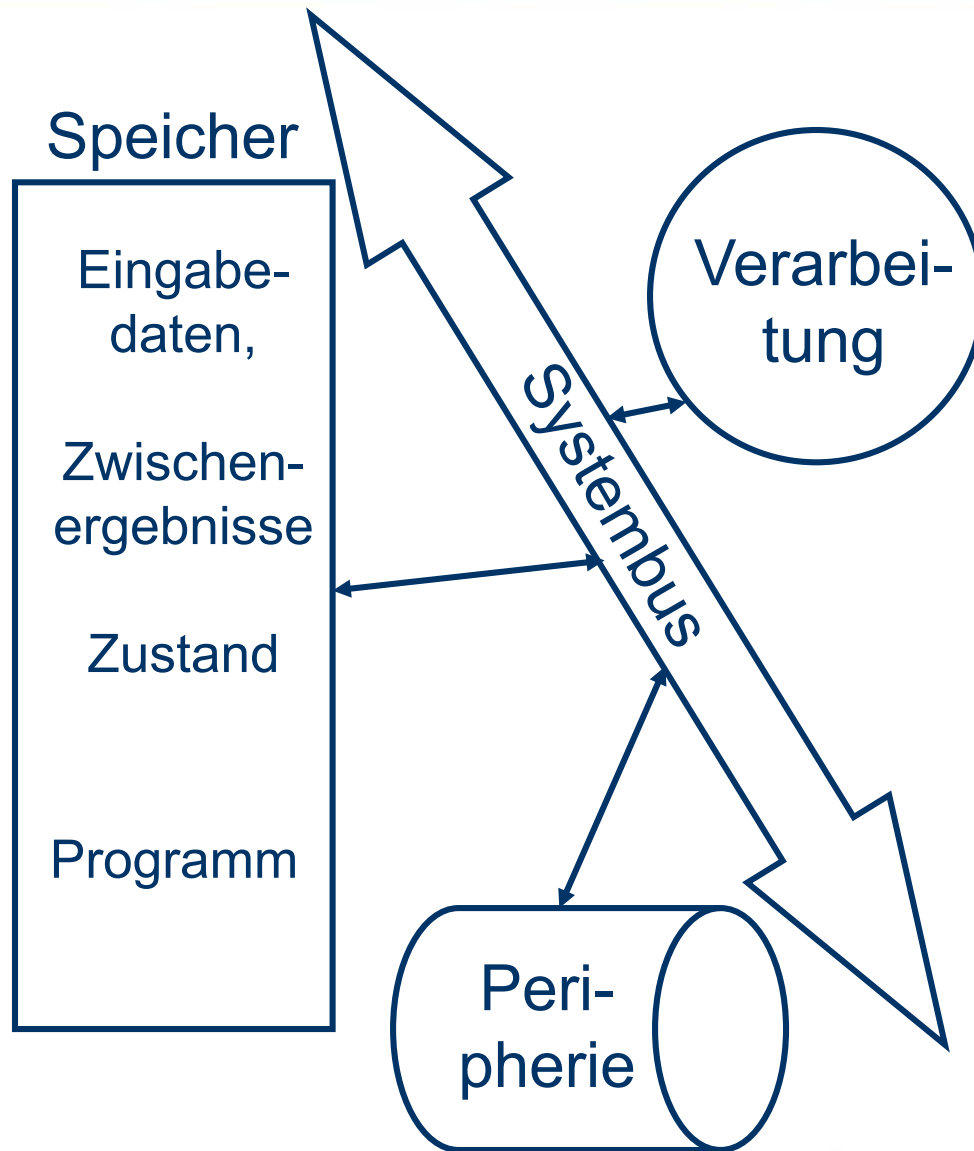 Speicher
Eingabe-
daten,
Zwischen-
ergebnisse
Zustand
Programm
Systembus
Verarbei-
tung
Peri-
pherie